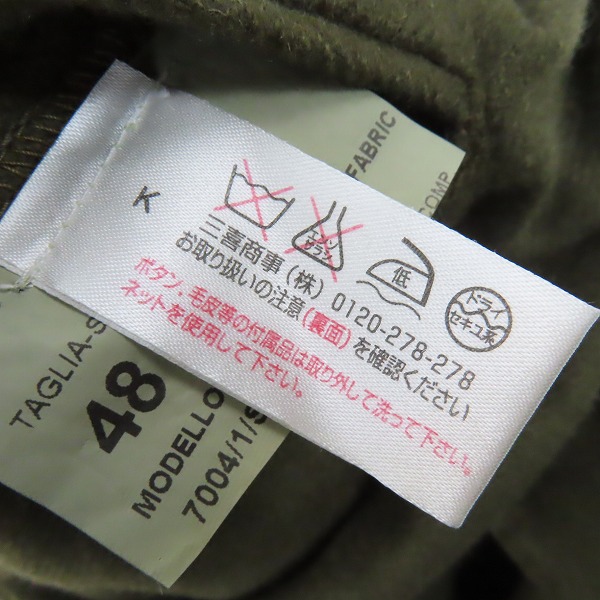 K
エンソ
サラシ
低
ドライ
セキユ系
三喜商事(株) 0120-278-278
お取り扱いの注意(裏面)を確認ください
ボタン、毛皮等の付属品は取り外して洗って下さい。
ネットを使用して下さい。
FABRIC
COMP
TAGLIA-S
48
MODELLO
7004/1/S